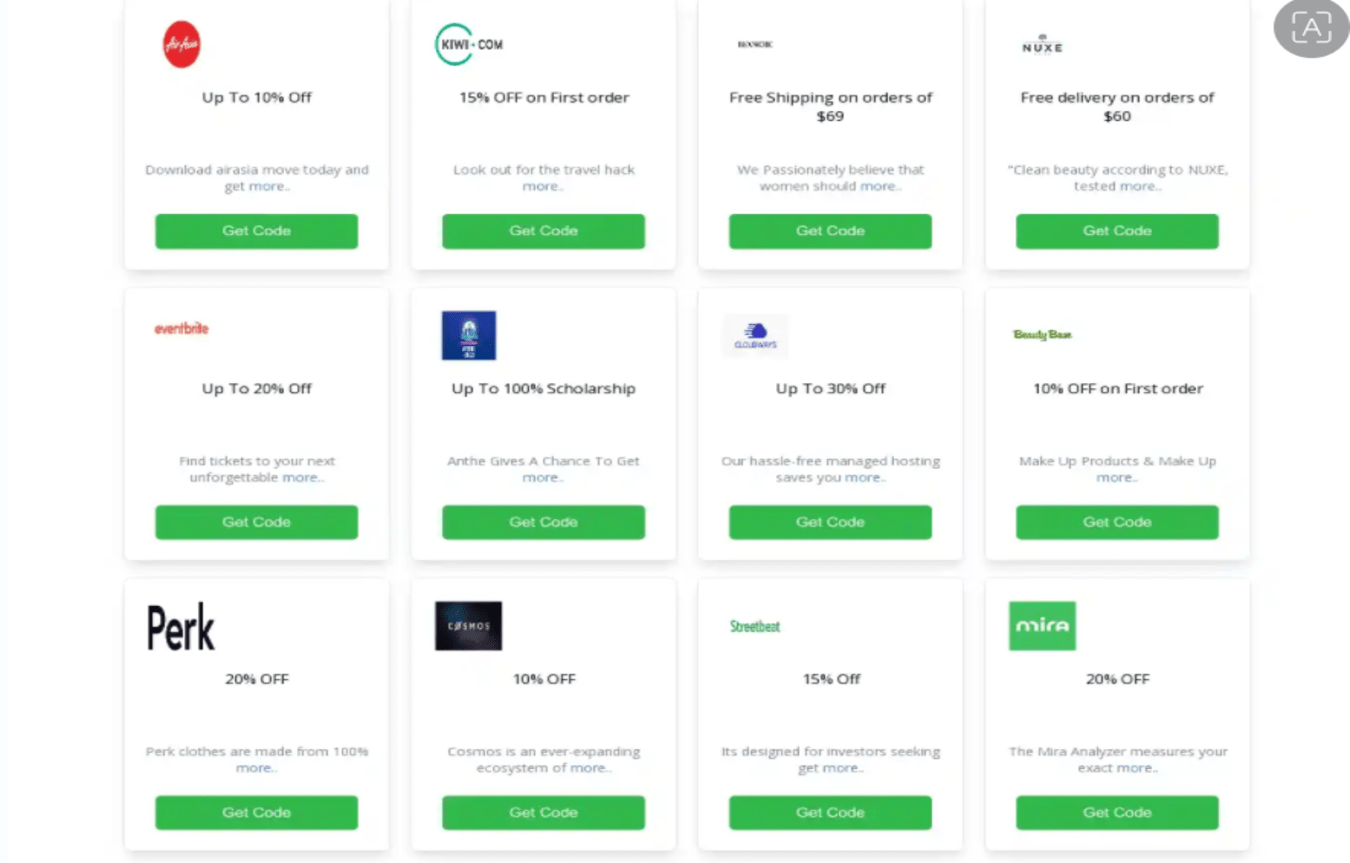 AirAsia
Up To 10% Off
Download airasia move today and
get more..
Get Code
KIWI.COM
15% OFF on First order
Look out for the travel hack
more..
Get Code
Free Shipping on orders of
$69
We Passionately believe that
women should more..
Get Code
NUXE
Free delivery on orders of
$60
"Clean beauty according to NUXE,
tested more..
Get Code
eventbrite
Up To 20% Off
Find tickets to your next
unforgettable more..
Get Code
Up To 100% Scholarship
Anthe Gives A Chance To Get
more..
Get Code
CLOUDWAYS
Up To 30% Off
Our hassle-free managed hosting
saves you more..
Get Code
Beauty Base
10% OFF on First order
Make Up Products & Make Up
more..
Get Code
Perk
20% OFF
Perk clothes are made from 100%
more..
Get Code
COSMOS
10% OFF
Cosmos is an ever-expanding
ecosystem of more..
Get Code
Streetbeat
15% Off
Its designed for investors seeking
get more..
Get Code
mira
20% OFF
The Mira Analyzer measures your
exact more..
Get Code
A